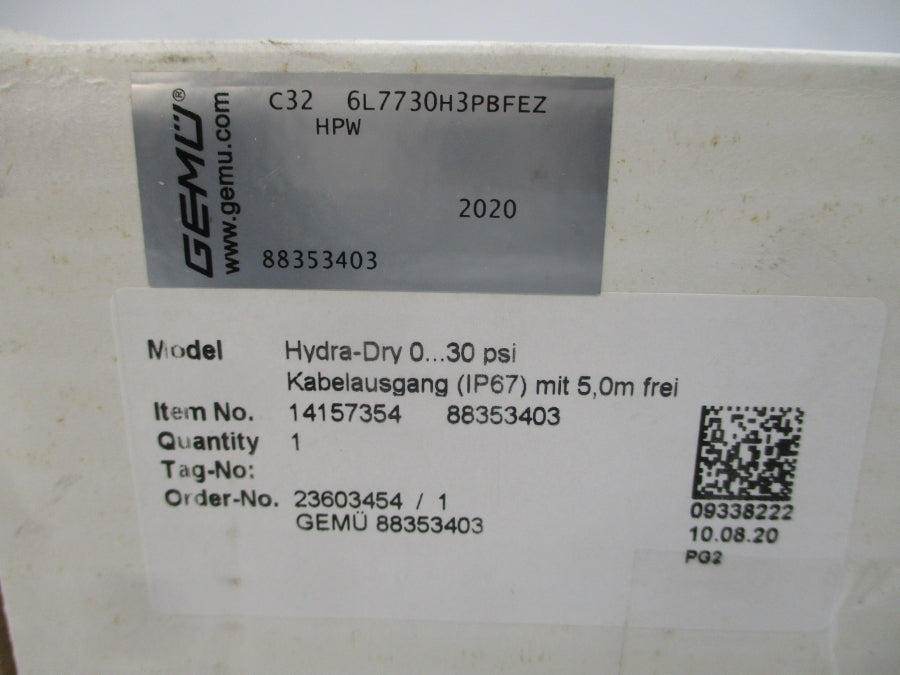 GEMÜ®
www.gemu.com
C32 6L7730H3PBFEZ
HPW
2020
88353403
Model Hydra-Dry 0...30 psi
Kabelausgang (IP67) mit 5,0m frei
Item No. 14157354 88353403
Quantity 1
Tag-No:
Order-No. 23603454 / 1
GEMÜ 88353403
09338222
10.08.20
PG2